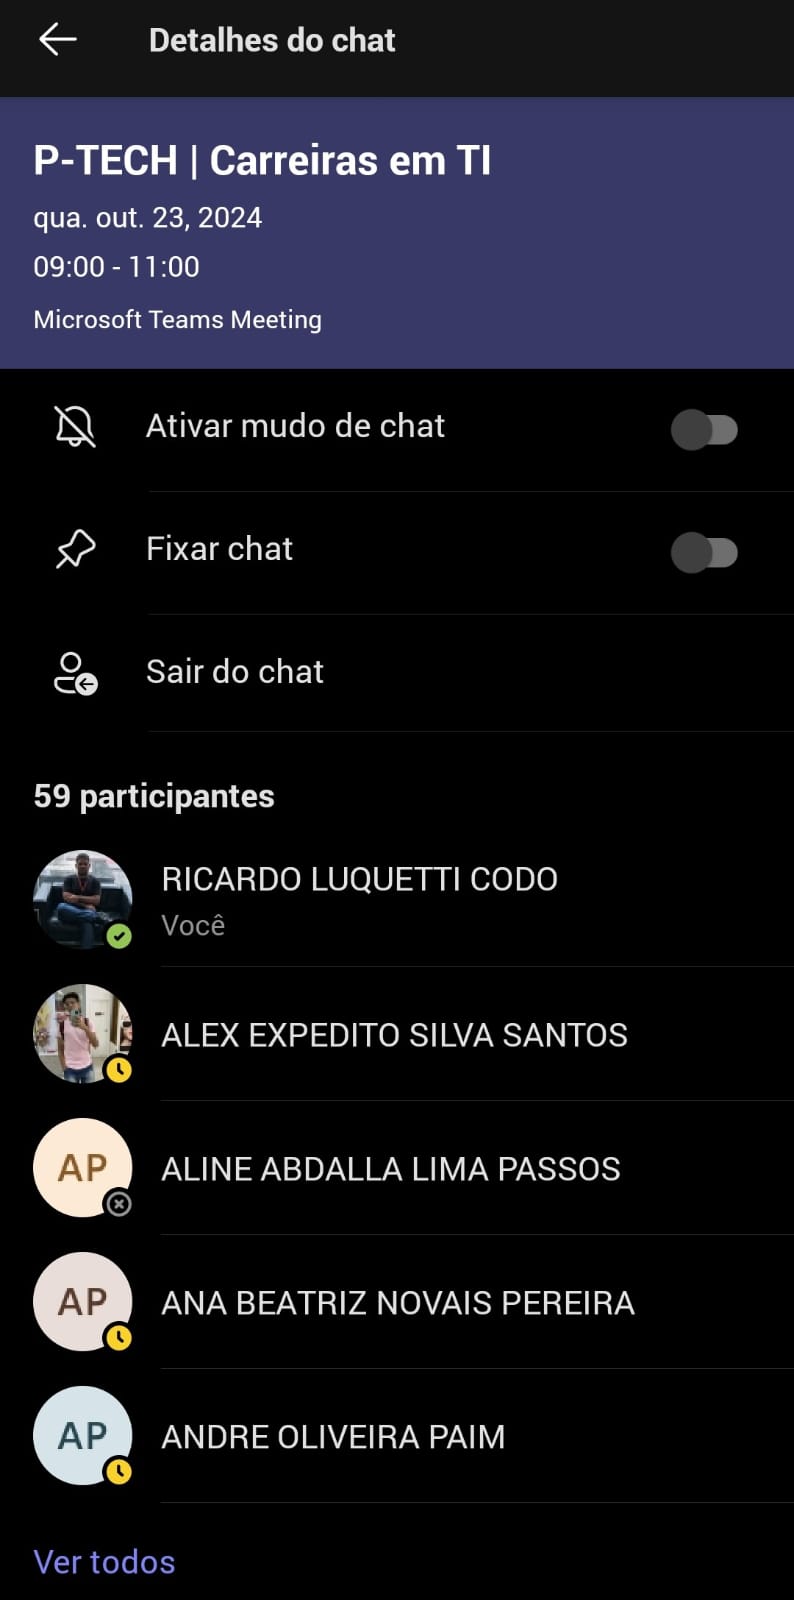 Detalhes do chat
P-TECH | Carreiras em TI
qua. out. 23, 2024
09:00 - 11:00
Microsoft Teams Meeting
Ativar mudo de chat
Fixar chat
Sair do chat
59 participantes
RICARDO LUQUETTI CODO
Você
ALEX EXPEDITO SILVA SANTOS
AP
ALINE ABDALLA LIMA PASSOS
AP
ANA BEATRIZ NOVAIS PEREIRA
AP
ANDRE OLIVEIRA PAIM
Ver todos